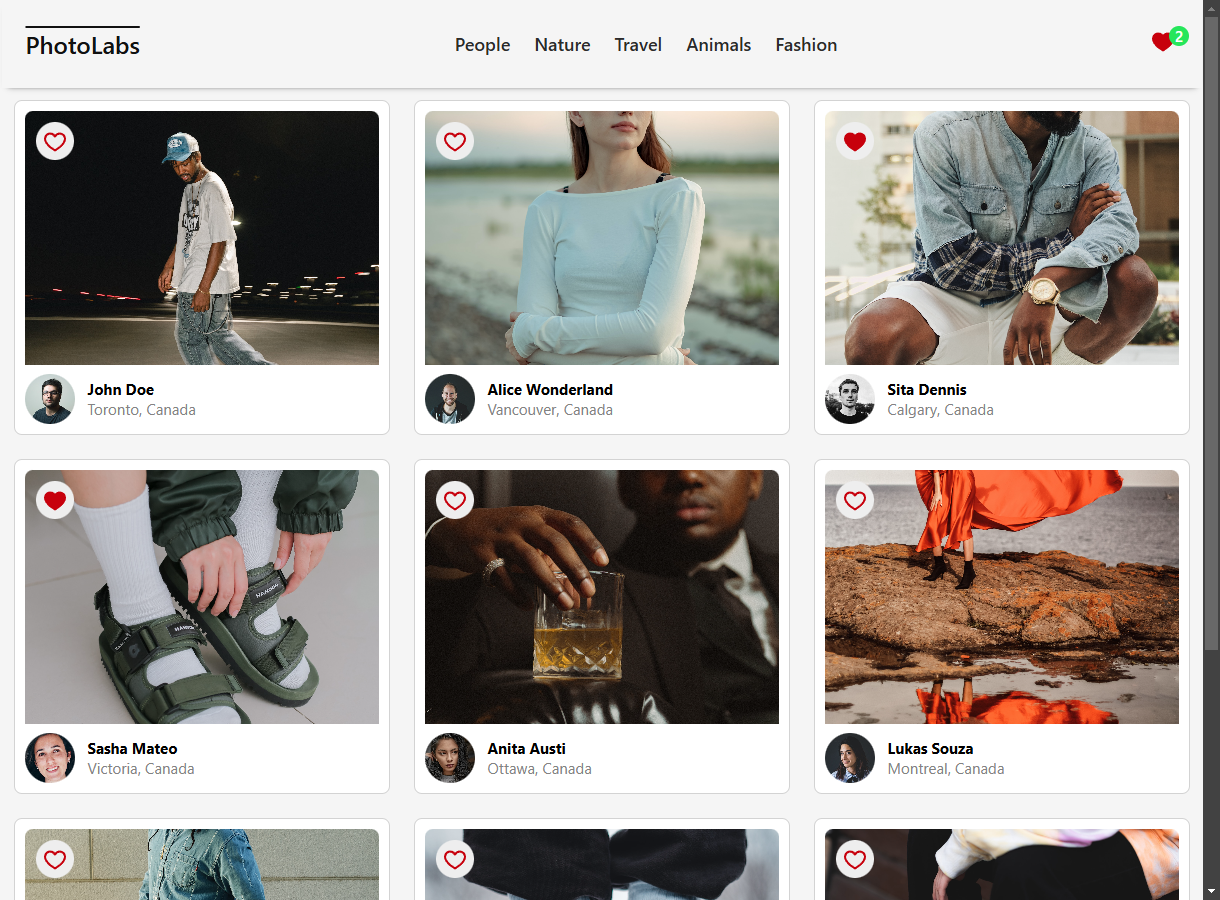 PhotoLabs
People Nature Travel Animals Fashion
2
John Doe
Toronto, Canada
Alice Wonderland
Vancouver, Canada
Sita Dennis
Calgary, Canada
Sasha Mateo
Victoria, Canada
Anita Austi
Ottawa, Canada
Lukas Souza
Montreal, Canada